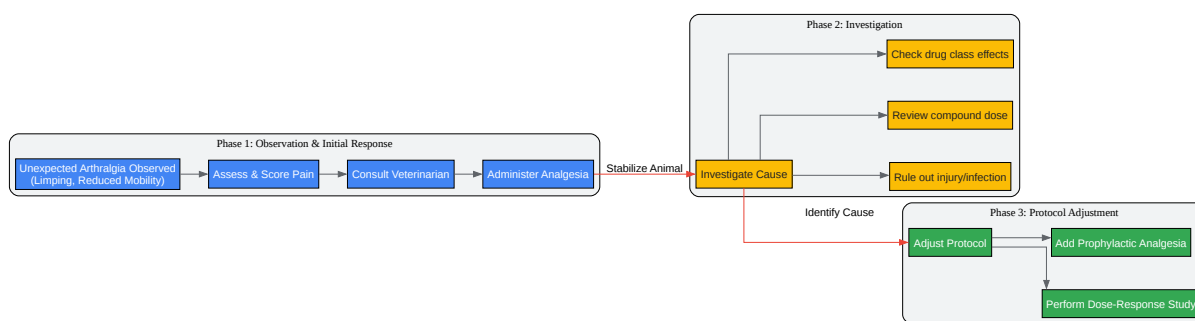 Phase 2: Investigation
Check drug class effects
Review compound dose
Phase 1: Observation & Initial Response
Unexpected Arthralgia Observed
(Limping, Reduced Mobility)
Assess & Score Pain
Consult Veterinarian
Administer Analgesia
Stabilize Animal
Investigate Cause
Rule out injury/infection
Identify Cause
Phase 3: Protocol Adjustment
Adjust Protocol
Add Prophylactic Analgesia
Perform Dose-Response Study